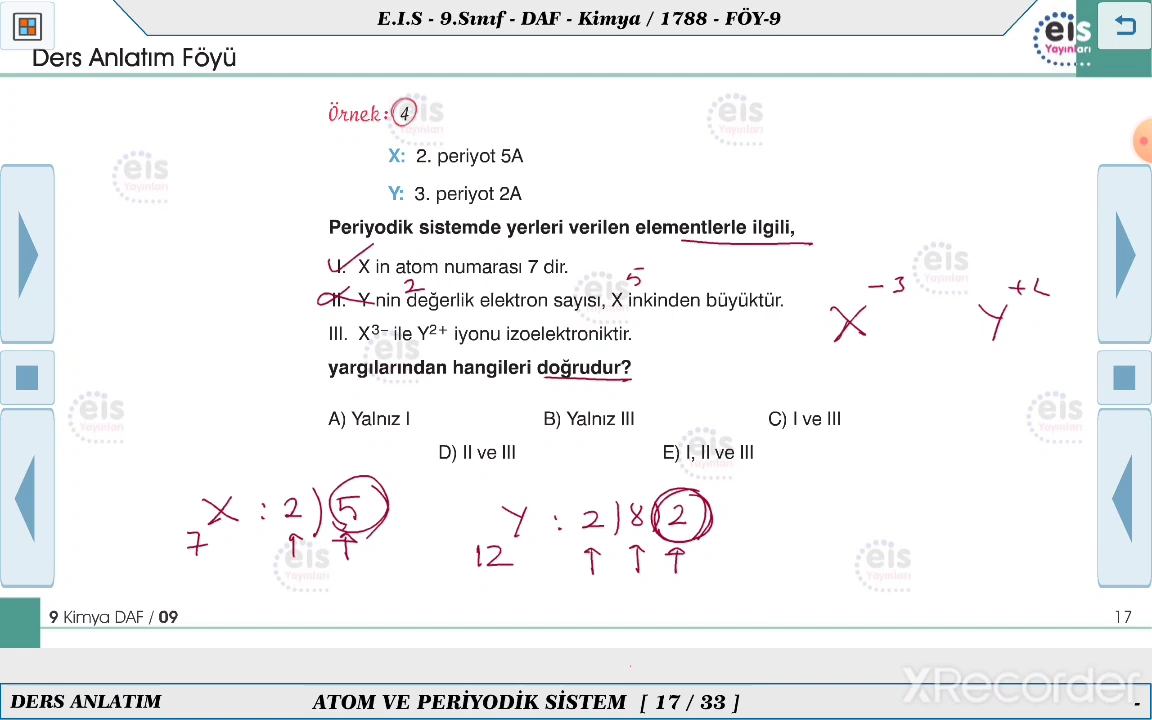 E.I.S - 9.Sınıf - DAF - Kimya / 1788 - FÖY-9
Ders Anlatım Föyü
eis Yayınları
Örnek: 4
X: 2. periyot 5A
Y: 3. periyot 2A
Periyodik sistemde yerleri verilen elementlerle ilgili,
I. X in atom numarası 7 dir.
2 5
II. Y nin değerlik elektron sayısı, X inkinden büyüktür.
X⁻³ Y
III. X³⁻ ile Y²⁺ iyonu izoelektroniktir.
yargılarından hangileri doğrudur?
A) Yalnız I B) Yalnız III C) I ve III
D) II ve III E) I, II ve III
X : 2 ) 5 Y : 2 ) 8 ) 2
7 12
9 Kimya DAF / 09 17
XRecorder
DERS ANLATIM ATOM VE PERİYODİK SİSTEM [ 17 / 33 ] -